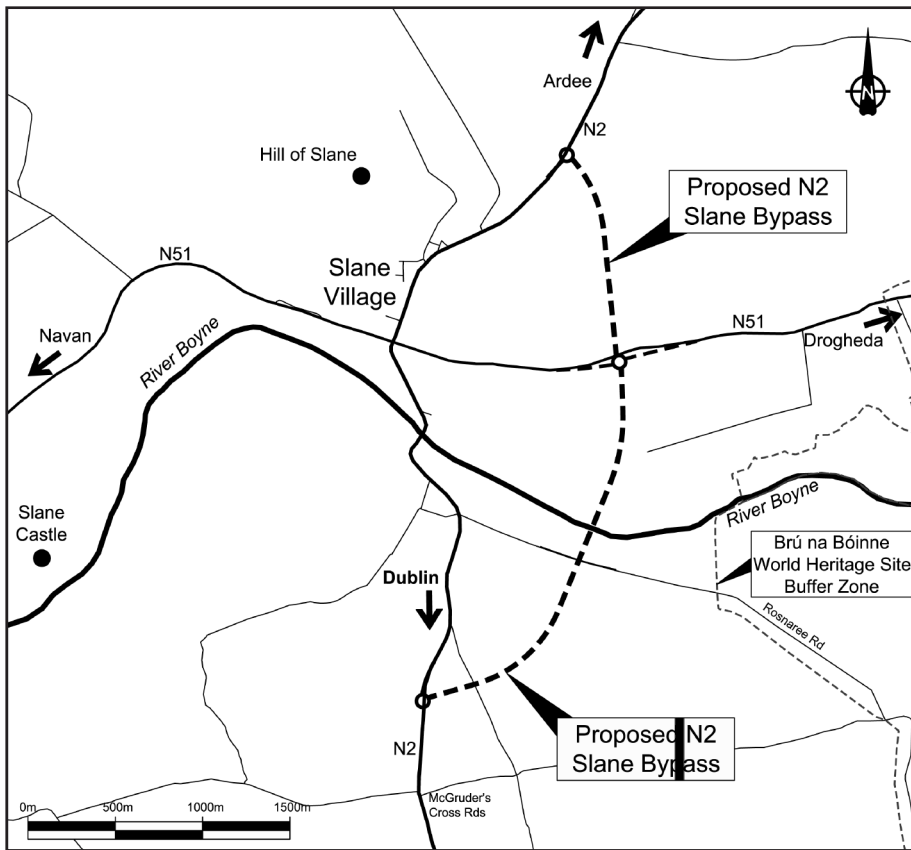 Ardee
N2
N
Hill of Slane
Proposed N2
Slane Bypass
N51
Slane
Village
N51
Navan
River Boyne
Drogheda
River Boyne
Slane
Castle
Brú na Bóinne
World Heritage Site
Buffer Zone
Dublin
Rosnaree Rd
Proposed N2
Slane Bypass
N2
McGruder's
Cross Rds
0m 500m 1000m 1500m